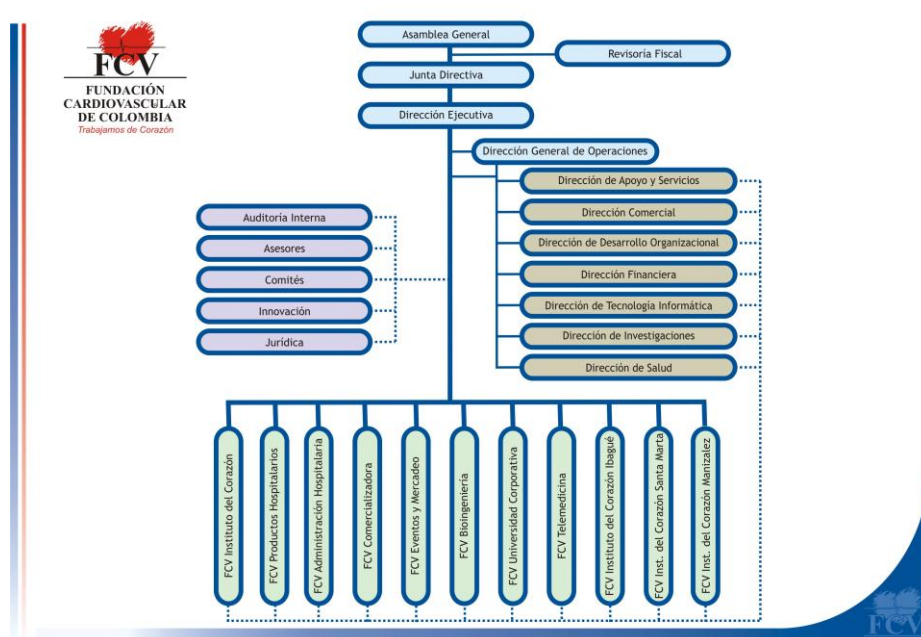 FCV
FUNDACIÓN
CARDIOVASCULAR
DE COLOMBIA
Trabajamos de Corazón
Asamblea General
Revisoría Fiscal
Junta Directiva
Dirección Ejecutiva
Dirección General de Operaciones
Dirección de Apoyo y Servicios
Dirección Comercial
Dirección de Desarrollo Organizacional
Dirección Financiera
Dirección de Tecnología Informática
Dirección de Investigaciones
Dirección de Salud
Auditoría Interna
Asesores
Comités
Innovación
Jurídica
FCV Instituto del Corazón
FCV Productos Hospitalarios
FCV Administración Hospitalaria
FCV Comercializadora
FCV Eventos y Mercadeo
FCV Bioingeniería
FCV Universidad Corporativa
FCV Telemedicina
FCV Instituto del Corazón Ibagué
FCV Inst. del Corazón Santa Marta
FCV Inst. del Corazón Manizalez
FCV